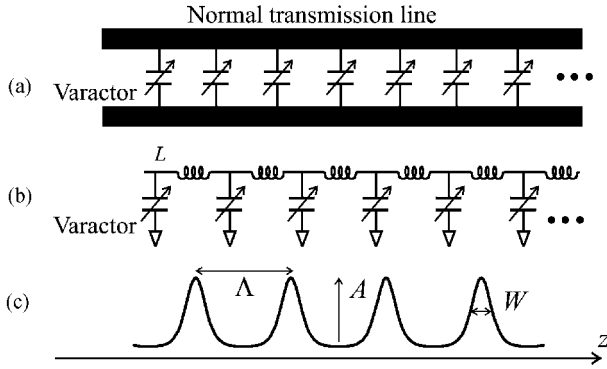 Normal transmission line
(a)
Varactor
L
(b)
Varactor
(c)
Λ
A
W
z